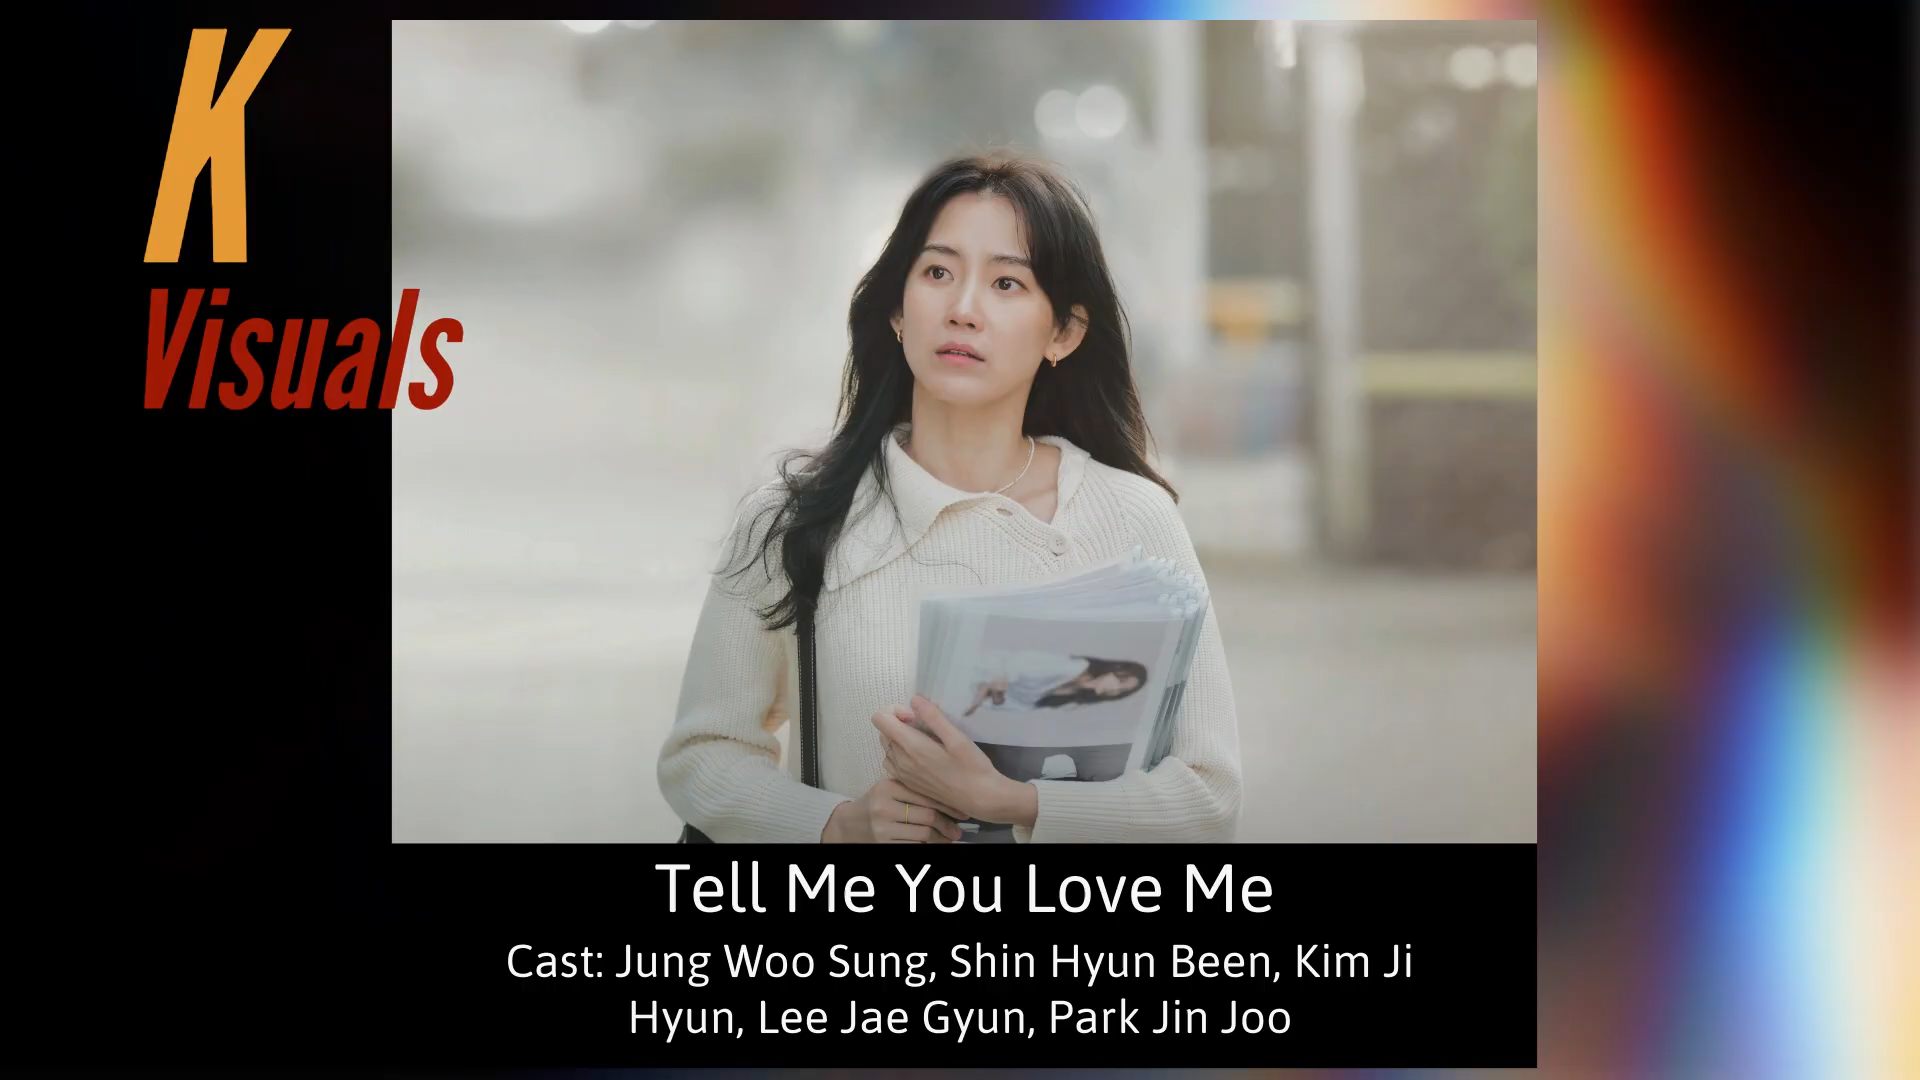 K
Visuals
Tell Me You Love Me
Cast: Jung Woo Sung, Shin Hyun Been, Kim Ji
Hyun, Lee Jae Gyun, Park Jin Joo